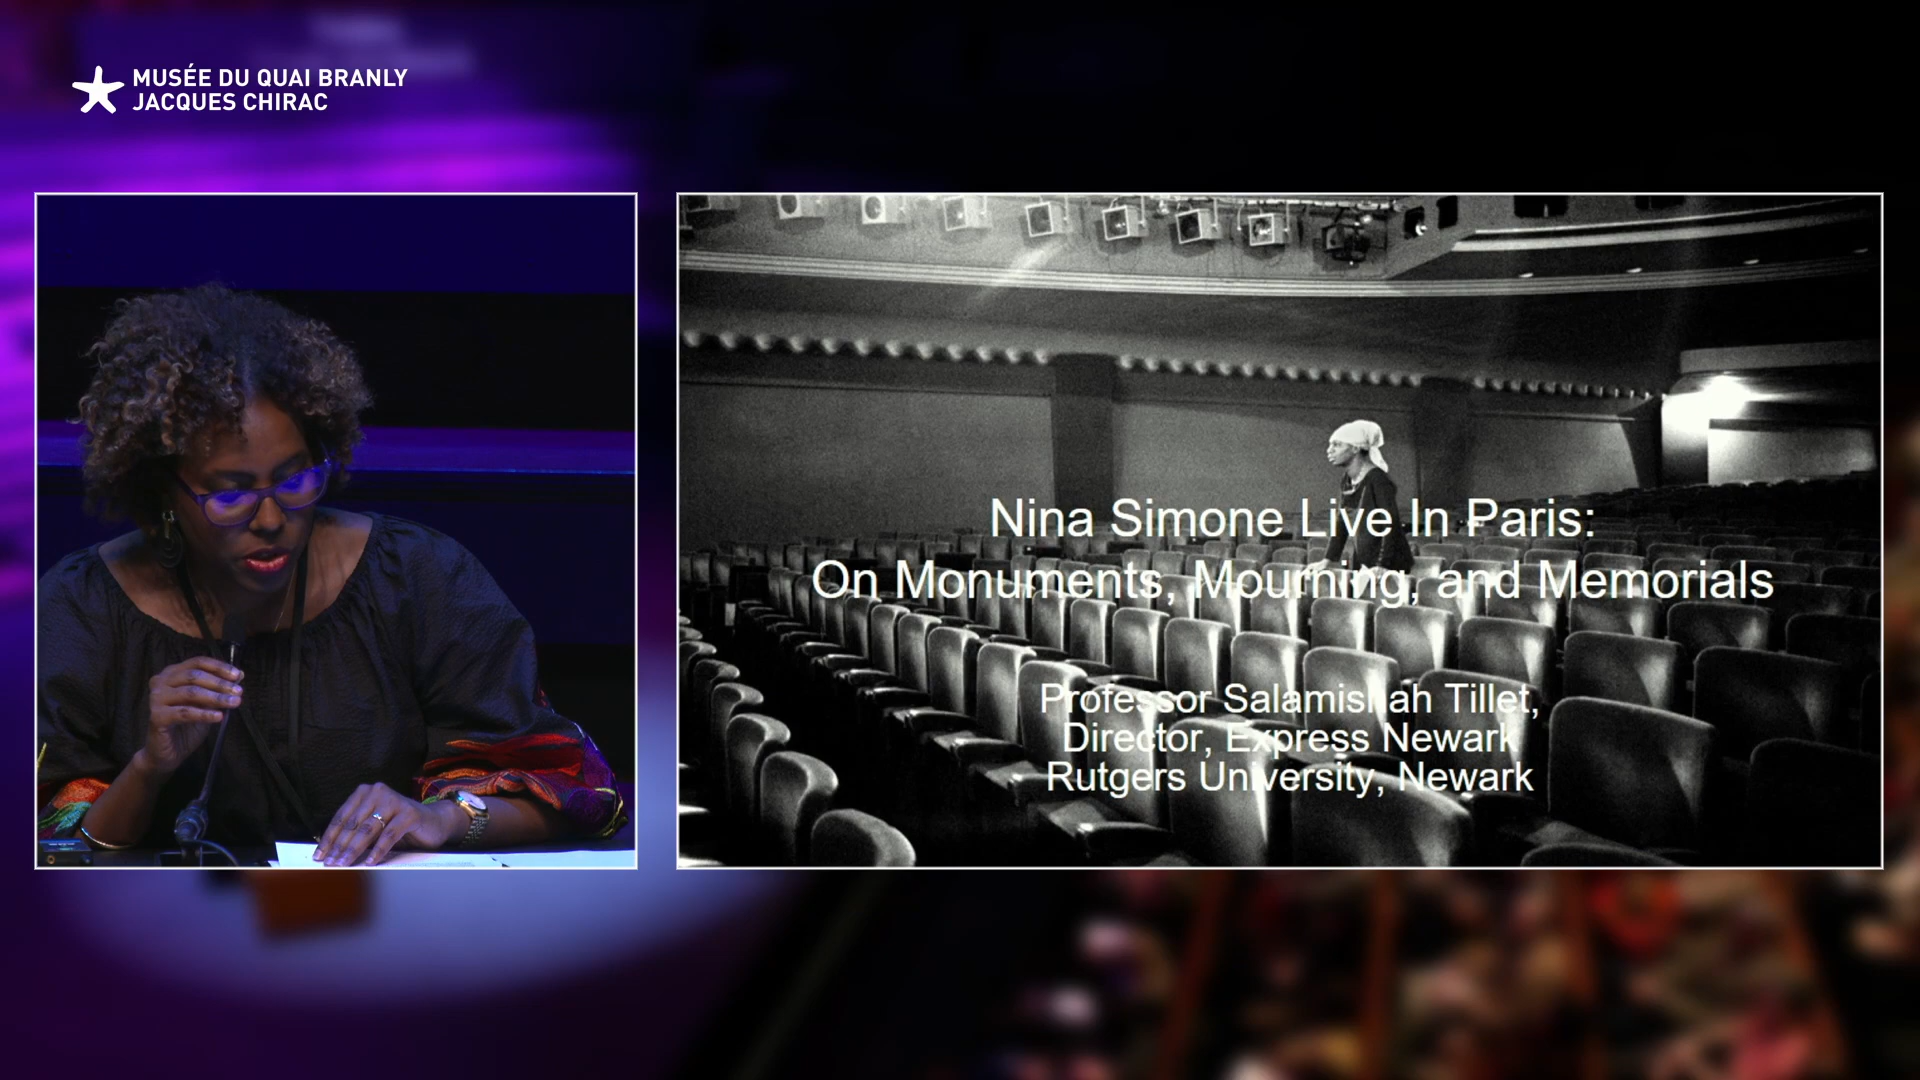 MUSÉE DU QUAI BRANLY
JACQUES CHIRAC
Nina Simone Live In Paris:
On Monuments, Mourning, and Memorials
Professor Salamishah Tillet,
Director, Express Newark
Rutgers University, Newark